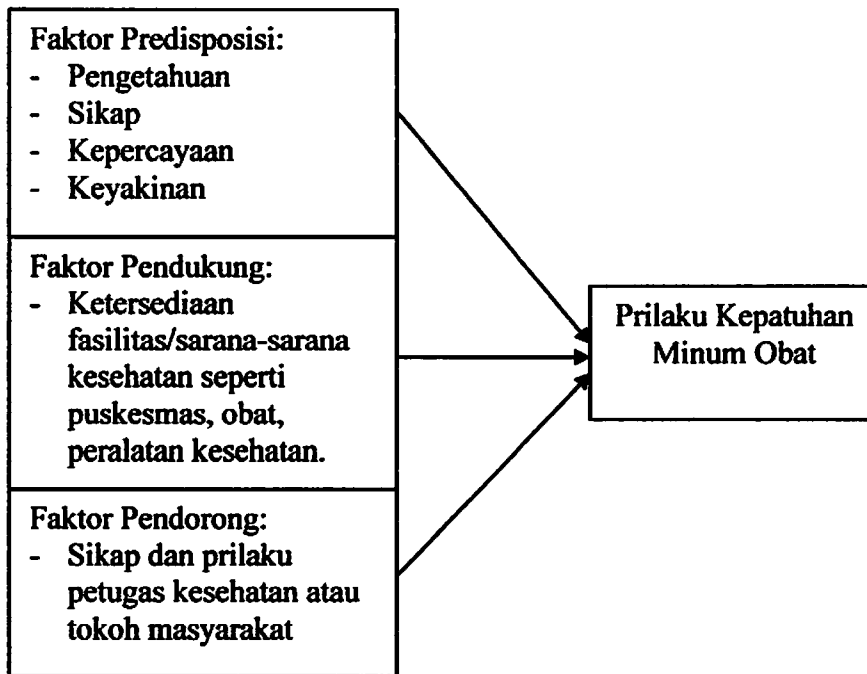 Faktor Predisposisi:
- Pengetahuan
- Sikap
- Kepercayaan
- Keyakinan
Faktor Pendukung:
- Ketersediaan
fasilitas/sarana-sarana
kesehatan seperti
puskesmas, obat,
peralatan kesehatan.
Faktor Pendorong:
- Sikap dan prilaku
petugas kesehatan atau
tokoh masyarakat
Prilaku Kepatuhan
Minum Obat